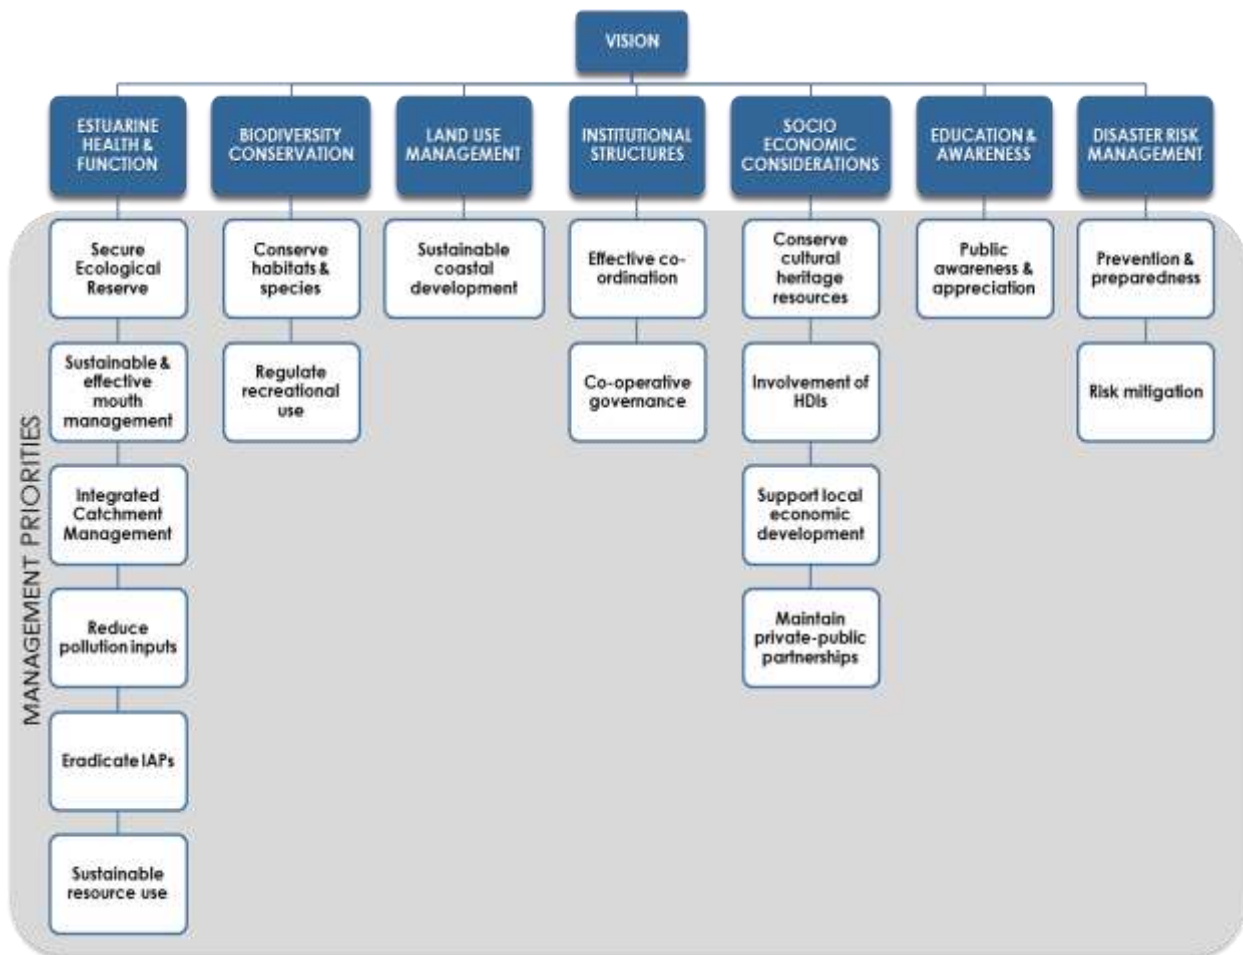 VISION
ESTUARINE
HEALTH &
FUNCTION
BIODIVERSITY
CONSERVATION
LAND USE
MANAGEMENT
INSTITUTIONAL
STRUCTURES
SOCIO
ECONOMIC
CONSIDERATIONS
EDUCATION &
AWARENESS
DISASTER RISK
MANAGEMENT
MANAGEMENT PRIORITIES
Secure
Ecological
Reserve
Sustainable &
effective
mouth
management
Integrated
Catchment
Management
Reduce
pollution inputs
Eradicate IAPs
Sustainable
resource use
Conserve
habitats &
species
Regulate
recreational
use
Sustainable
coastal
development
Effective co-
ordination
Co-operative
governance
Conserve
cultural
heritage
resources
Involvement of
HDIs
Support local
economic
development
Maintain
private-public
partnerships
Public
awareness &
appreciation
Prevention &
preparedness
Risk mitigation